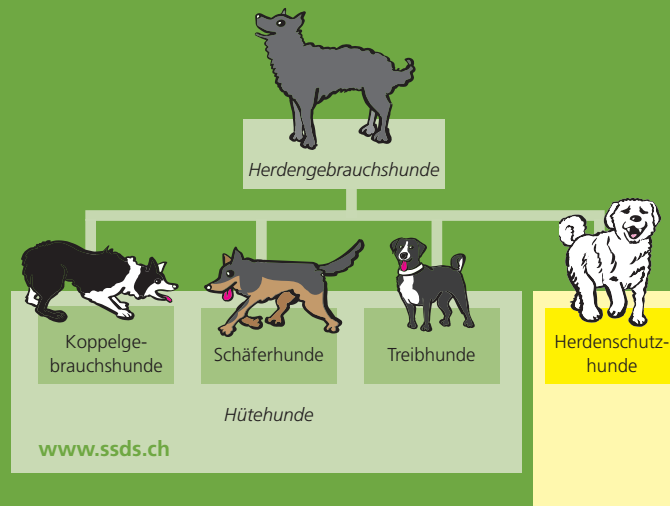 Herdengebrauchshunde
Koppelge-
brauchshunde
Schäferhunde
Treibhunde
Herdenschutz-
hunde
Hütehunde
www.ssds.ch